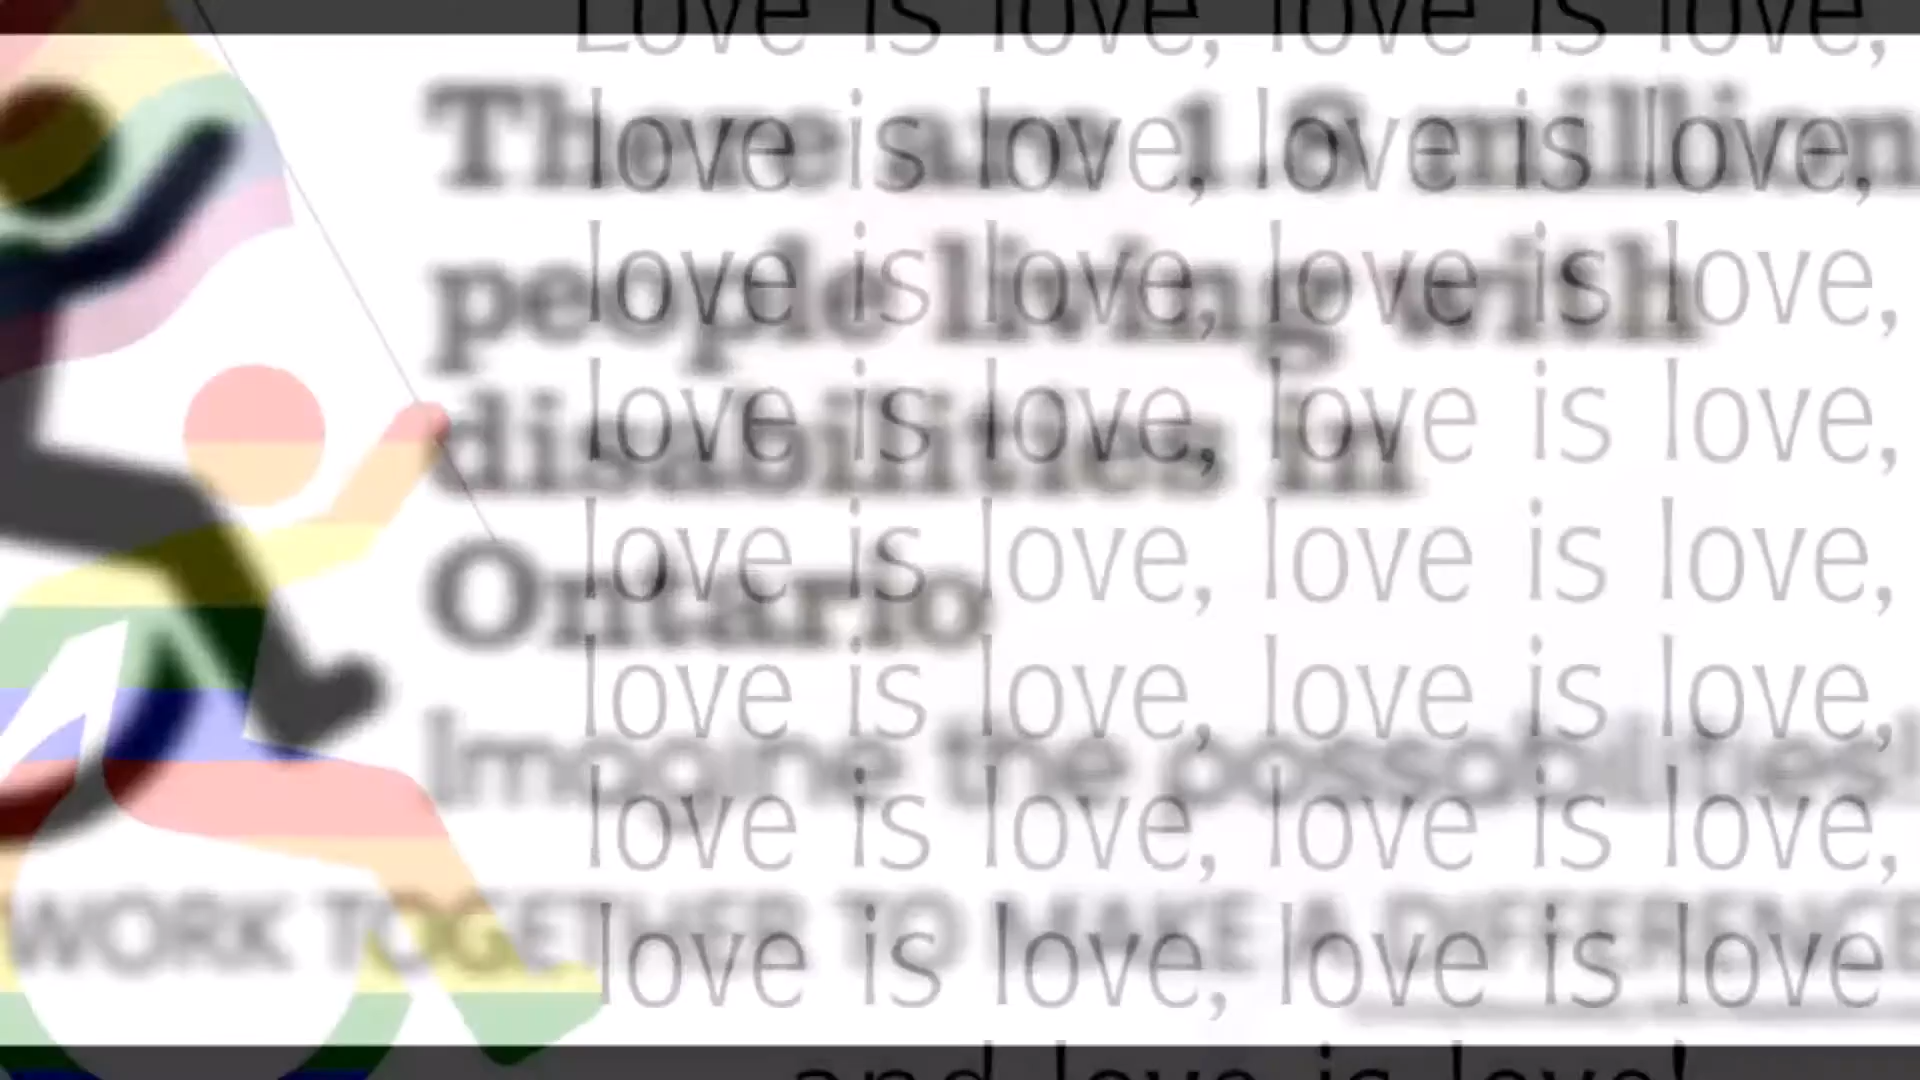 Love is love, love is love,
There are 1.8 million
love is love, love is love,
people living with
love is love, love is love,
disabilities in
love is love, love is love,
Ontario
love is love, love is love,
love is love, love is love,
Imagine the possobilities!
love is love, love is love,
WORK TOGETHER TO MAKE A DIFFERENCE
love is love, love is love
and love is love!